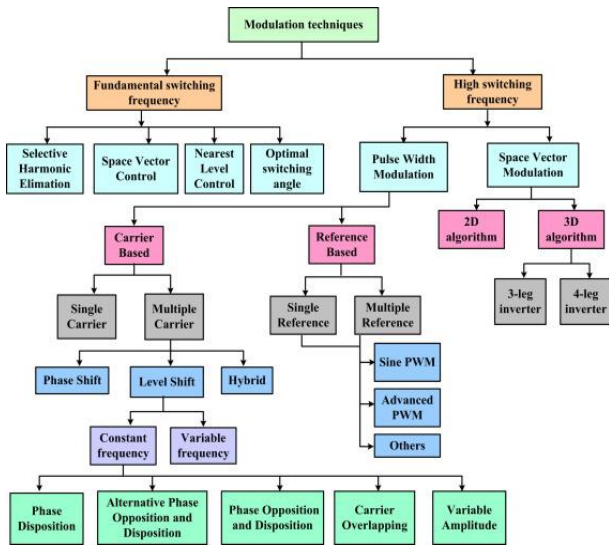 Modulation techniques
Fundamental switching
frequency
High switching
frequency
Selective
Harmonic
Elimation
Space Vector
Control
Nearest
Level
Control
Optimal
switching
angle
Pulse Width
Modulation
Space Vector
Modulation
Carrier
Based
Reference
Based
2D
algorithm
3D
algorithm
Single
Carrier
Multiple
Carrier
Single
Reference
Multiple
Reference
3-leg
inverter
4-leg
inverter
Phase Shift
Level Shift
Hybrid
Sine PWM
Advanced
PWM
Others
Constant
frequency
Variable
frequency
Phase
Disposition
Alternative Phase
Opposition and
Disposition
Phase Opposition
and Disposition
Carrier
Overlapping
Variable
Amplitude